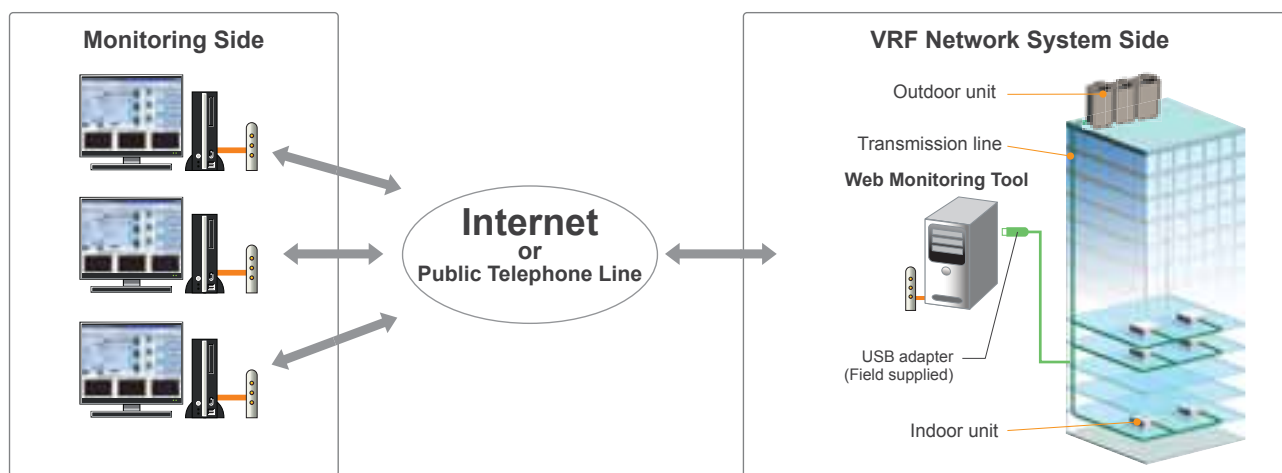 Monitoring Side
Internet
or
Public Telephone Line
VRF Network System Side
Outdoor unit
Transmission line
Web Monitoring Tool
USB adapter
(Field supplied)
Indoor unit